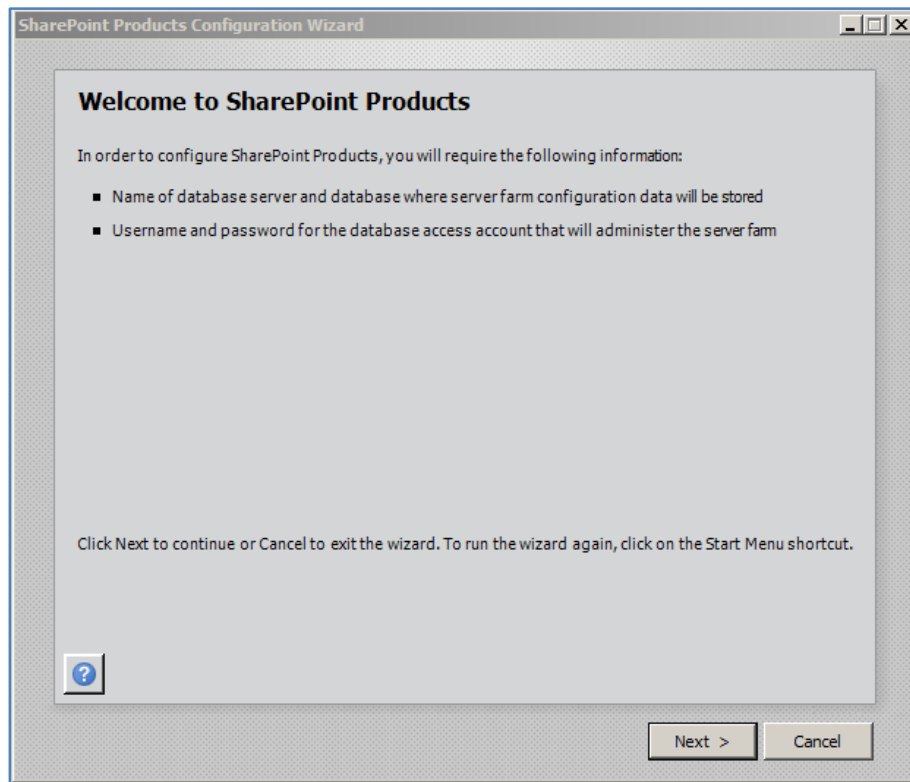 SharePoint Products Configuration Wizard
Welcome to SharePoint Products
In order to configure SharePoint Products, you will require the following information:
Name of database server and database where server farm configuration data will be stored
Username and password for the database access account that will administer the server farm
Click Next to continue or Cancel to exit the wizard. To run the wizard again, click on the Start Menu shortcut.
?
Next >
Cancel